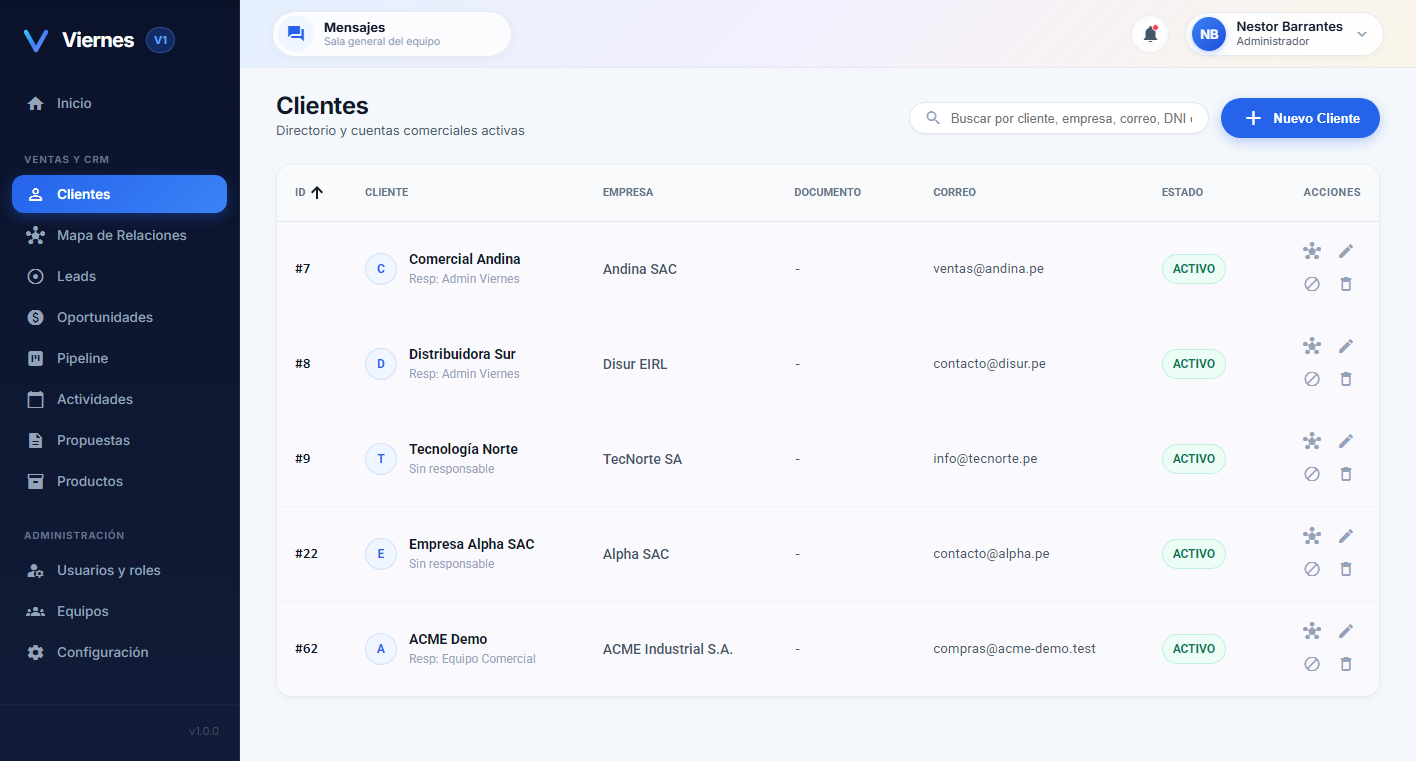 Viernes V1
Inicio
VENTAS Y CRM
Clientes
Mapa de Relaciones
Leads
Oportunidades
Pipeline
Actividades
Propuestas
Productos
ADMINISTRACIÓN
Usuarios y roles
Equipos
Configuración
v1.0.0
Mensajes
Sala general del equipo
NB
Nestor Barrantes
Administrador
Clientes
Directorio y cuentas comerciales activas
Buscar por cliente, empresa, correo, DNI
Nuevo Cliente
ID CLIENTE EMPRESA DOCUMENTO CORREO ESTADO ACCIONES
#7 C Comercial Andina Andina SAC - ventas@andina.pe ACTIVO
Resp: Admin Viernes
#8 D Distribuidora Sur Disur EIRL - contacto@disur.pe ACTIVO
Resp: Admin Viernes
#9 T Tecnología Norte TecNorte SA - info@tecnorte.pe ACTIVO
Sin responsable
#22 E Empresa Alpha SAC Alpha SAC - contacto@alpha.pe ACTIVO
Sin responsable
#62 A ACME Demo ACME Industrial S.A. - compras@acme-demo.test ACTIVO
Resp: Equipo Comercial